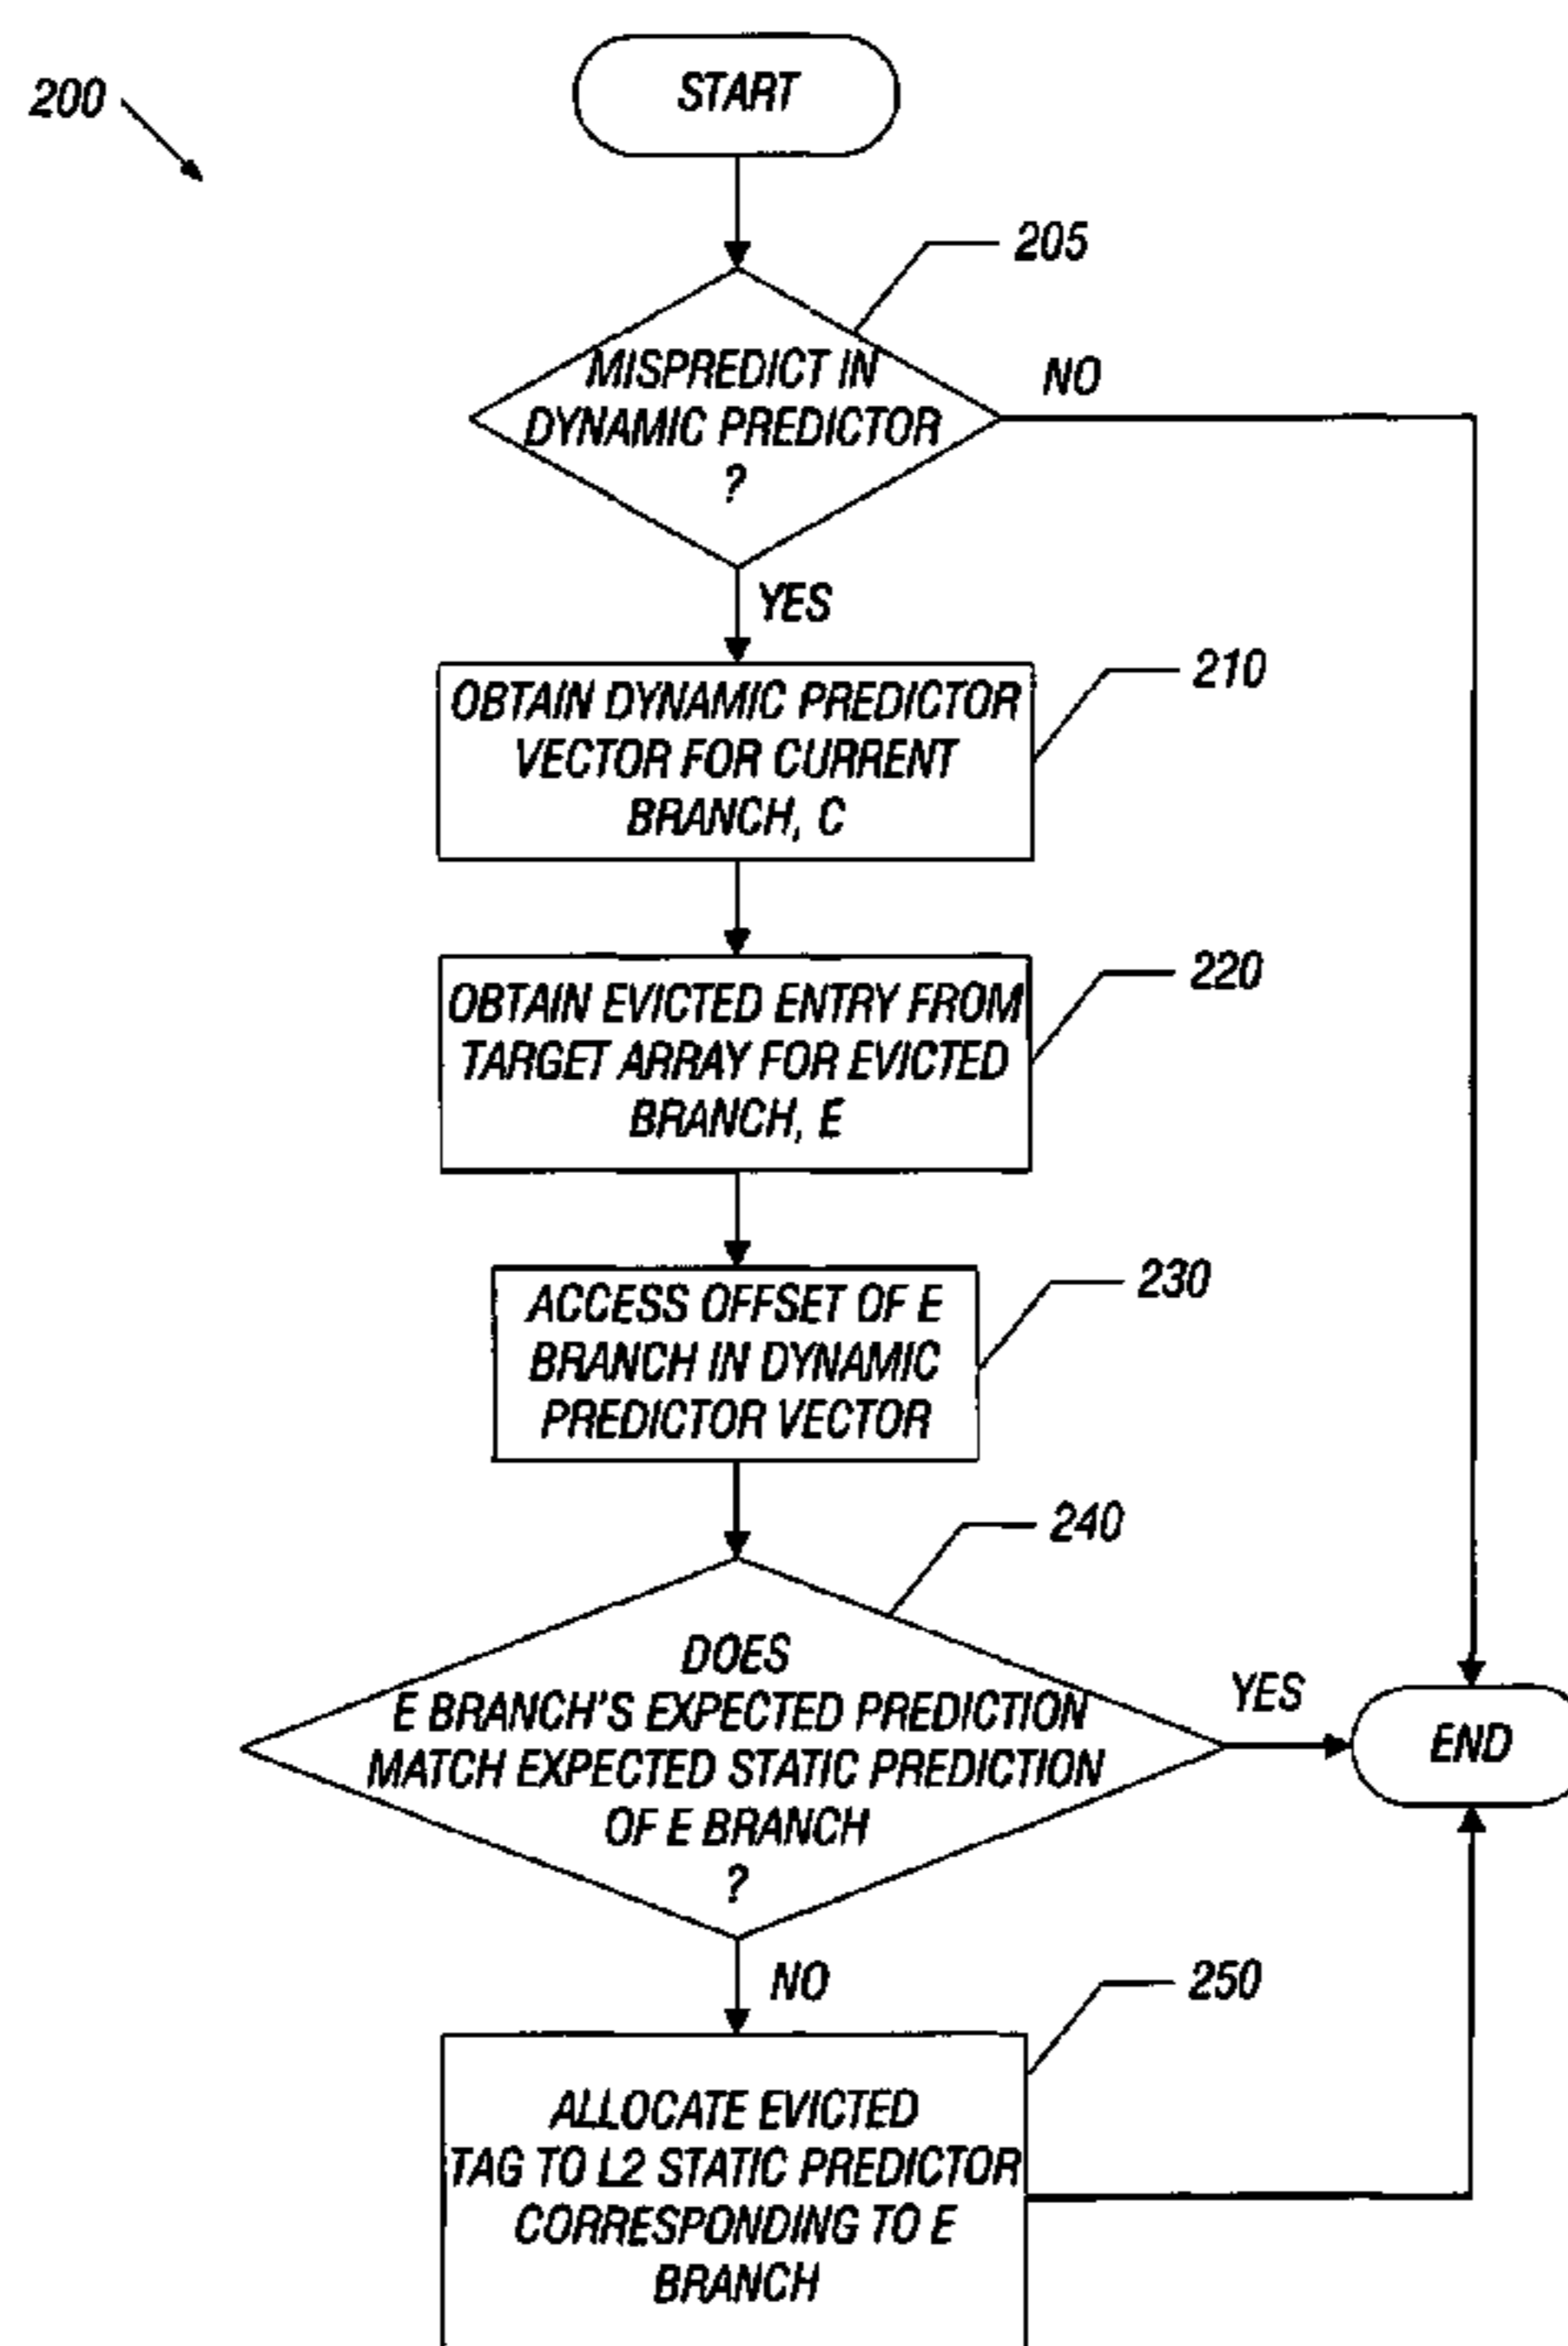 200
START
205
MISPREDICT IN
DYNAMIC PREDICTOR
?
NO
YES
210
OBTAIN DYNAMIC PREDICTOR
VECTOR FOR CURRENT
BRANCH, C
220
OBTAIN EVICTED ENTRY FROM
TARGET ARRAY FOR EVICTED
BRANCH, E
230
ACCESS OFFSET OF E
BRANCH IN DYNAMIC
PREDICTOR VECTOR
240
DOES
E BRANCH'S EXPECTED PREDICTION
MATCH EXPECTED STATIC PREDICTION
OF E BRANCH
?
YES
END
NO
250
ALLOCATE EVICTED
TAG TO L2 STATIC PREDICTOR
CORRESPONDING TO E
BRANCH